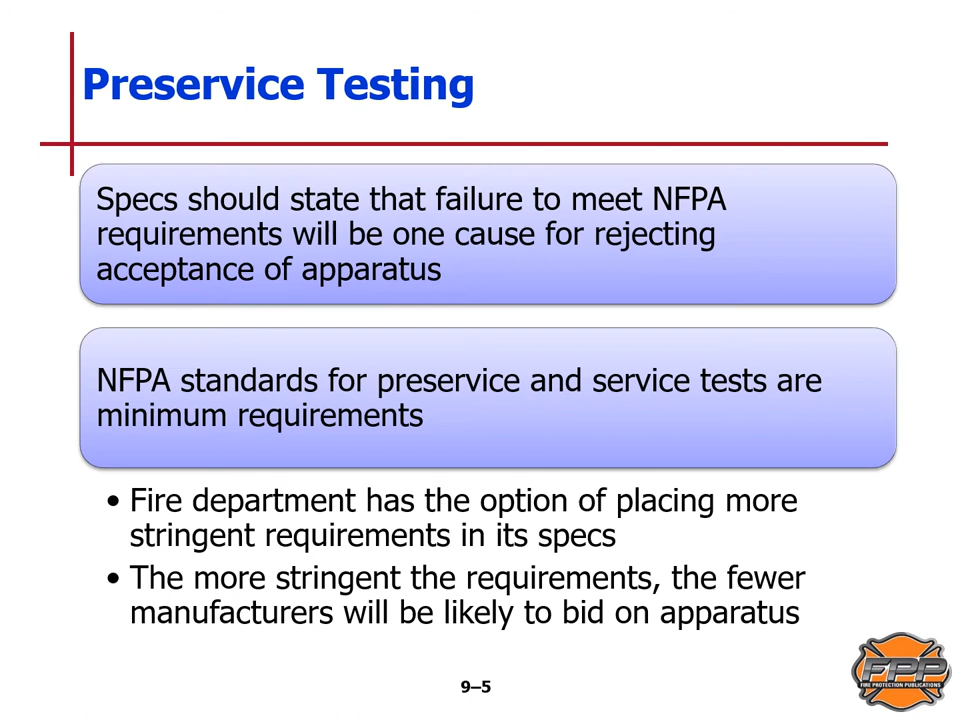 Preservice Testing
Specs should state that failure to meet NFPA
requirements will be one cause for rejecting
acceptance of apparatus
NFPA standards for preservice and service tests are
minimum requirements
• Fire department has the option of placing more
stringent requirements in its specs
• The more stringent the requirements, the fewer
manufacturers will be likely to bid on apparatus
9–5
FPP
FIRE PROTECTION PUBLICATIONS